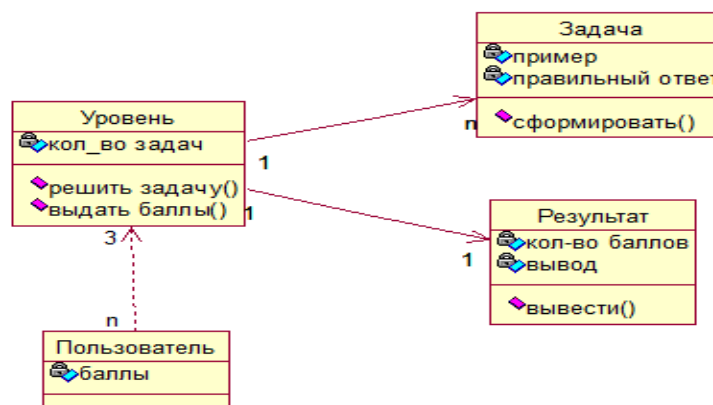 Задача
пример
правильный ответ
сформировать()
n
Уровень
кол_во задач
решить задачу()
выдать баллы()
1
1
3
n
Результат
кол-во баллов
вывод
вывести()
1
Пользователь
баллы